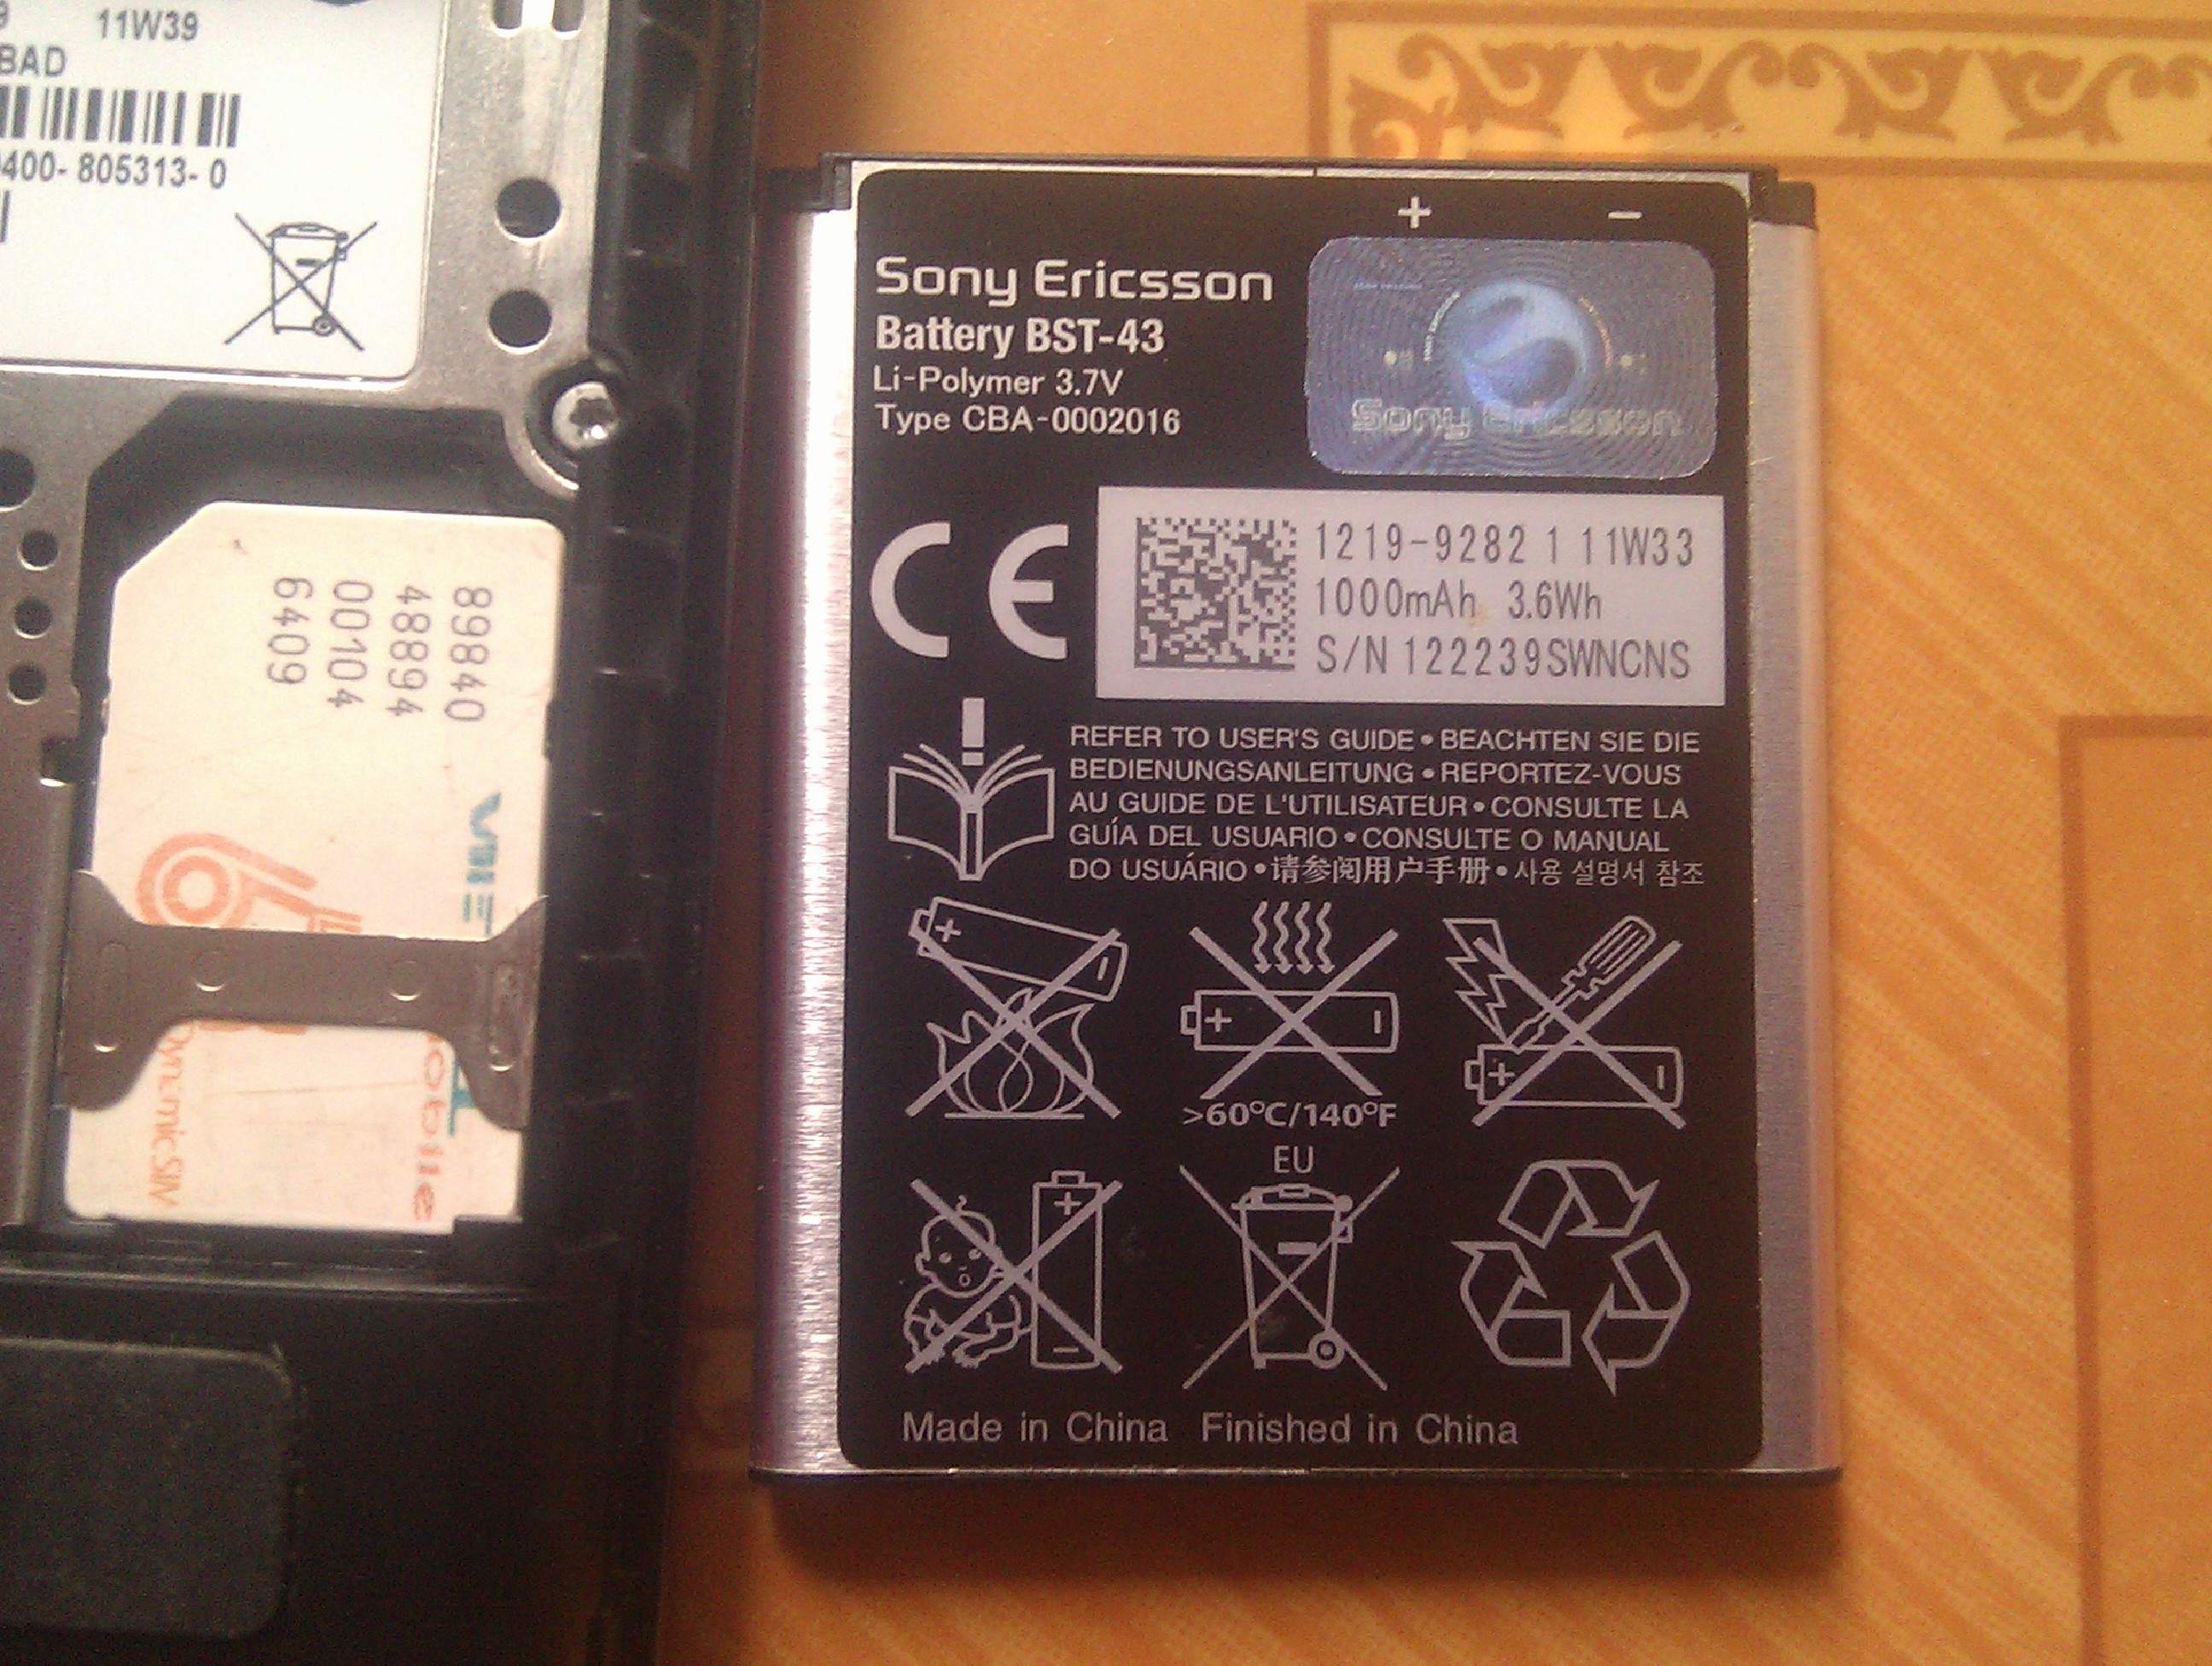 11W39
BAD
400- 805313- 0
89840
48894
00104
6409
+ −
Sony Ericsson
Battery BST-43
Li-Polymer 3.7V
Type CBA-0002016
Sony Ericsson
CE
1219-9282 1 11W33
1000mAh 3.6Wh
S/N 122239SWNCNS
REFER TO USER'S GUIDE • BEACHTEN SIE DIE
BEDIENUNGSANLEITUNG • REPORTEZ-VOUS
AU GUIDE DE L'UTILISATEUR • CONSULTE LA
GUÍA DEL USUARIO • CONSULTE O MANUAL
DO USUÁRIO • 请参阅用户手册 • 사용 설명서 참조
>60°C/140°F
EU
Made in China Finished in China